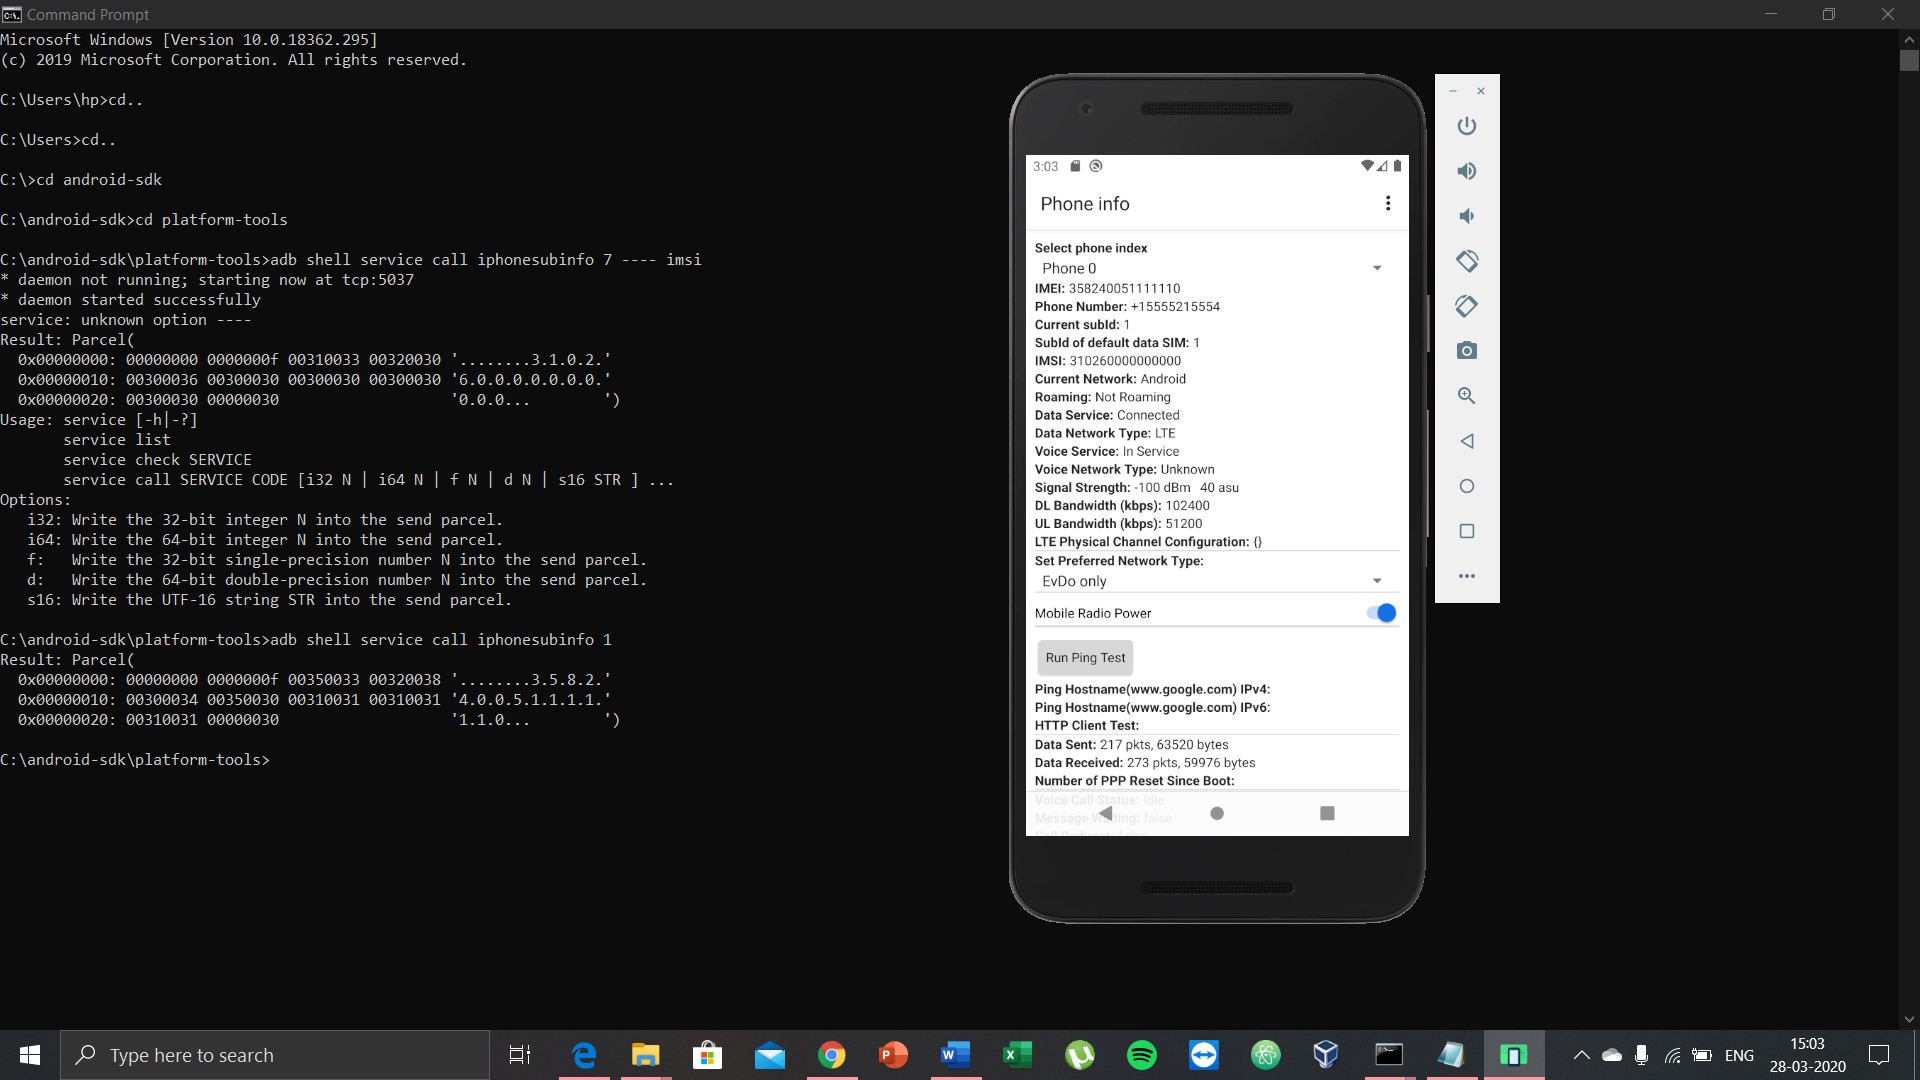 Command Prompt
Microsoft Windows [Version 10.0.18362.295]
(c) 2019 Microsoft Corporation. All rights reserved.
C:\Users\hp>cd..
C:\Users>cd..
C:\>cd android-sdk
C:\android-sdk>cd platform-tools
C:\android-sdk\platform-tools>adb shell service call iphonesubinfo 7 ---- imsi
* daemon not running; starting now at tcp:5037
* daemon started successfully
service: unknown option ----
Result: Parcel(
  0x00000000: 00000000 0000000f 00310033 00320030 '........3.1.0.2.'
  0x00000010: 00300036 00300030 00300030 00300030 '6.0.0.0.0.0.0.0.'
  0x00000020: 00300030 00000030                   '0.0.0...        ')
Usage: service [-h|-?]
       service list
       service check SERVICE
       service call SERVICE CODE [i32 N | i64 N | f N | d N | s16 STR ] ...
Options:
   i32: Write the 32-bit integer N into the send parcel.
   i64: Write the 64-bit integer N into the send parcel.
   f:   Write the 32-bit single-precision number N into the send parcel.
   d:   Write the 64-bit double-precision number N into the send parcel.
   s16: Write the UTF-16 string STR into the send parcel.
C:\android-sdk\platform-tools>adb shell service call iphonesubinfo 1
Result: Parcel(
  0x00000000: 00000000 0000000f 00350033 00320038 '........3.5.8.2.'
  0x00000010: 00300034 00350030 00310031 00310031 '4.0.0.5.1.1.1.1.'
  0x00000020: 00310031 00000030                   '1.1.0...        ')
C:\android-sdk\platform-tools>
3:03
Phone info
Select phone index
Phone 0
IMEI: 358240051111110
Phone Number: +15555215554
Current subId: 1
SubId of default data SIM: 1
IMSI: 310260000000000
Current Network: Android
Roaming: Not Roaming
Data Service: Connected
Data Network Type: LTE
Voice Service: In Service
Voice Network Type: Unknown
Signal Strength: -100 dBm   40 asu
DL Bandwidth (kbps): 102400
UL Bandwidth (kbps): 51200
LTE Physical Channel Configuration: {}
Set Preferred Network Type:
EvDo only
Mobile Radio Power
Run Ping Test
Ping Hostname(www.google.com) IPv4:
Ping Hostname(www.google.com) IPv6:
HTTP Client Test:
Data Sent: 217 pkts, 63520 bytes
Data Received: 273 pkts, 59976 bytes
Number of PPP Reset Since Boot:
Voice Call Status: Idle
Message Waiting: false
Type here to search
ENG
15:03
28-03-2020